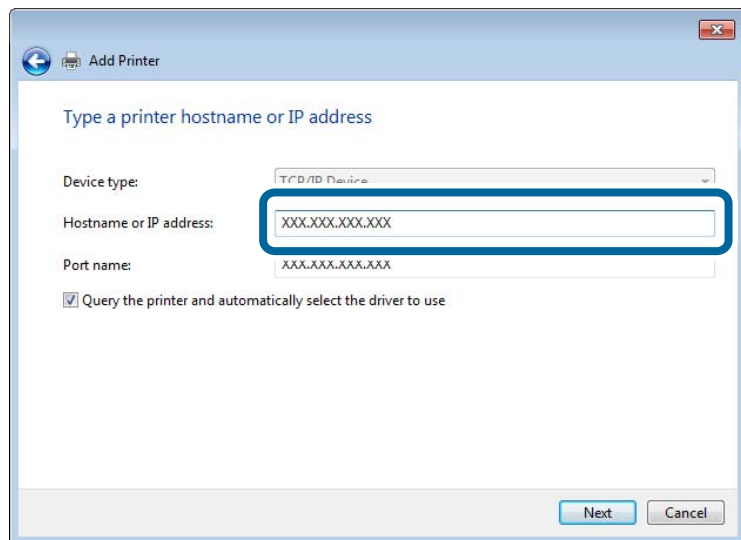 Add Printer
Type a printer hostname or IP address
Device type: TCP/IP Device
Hostname or IP address: XXX.XXX.XXX.XXX
Port name: XXX.XXX.XXX.XXX
Query the printer and automatically select the driver to use
Next Cancel